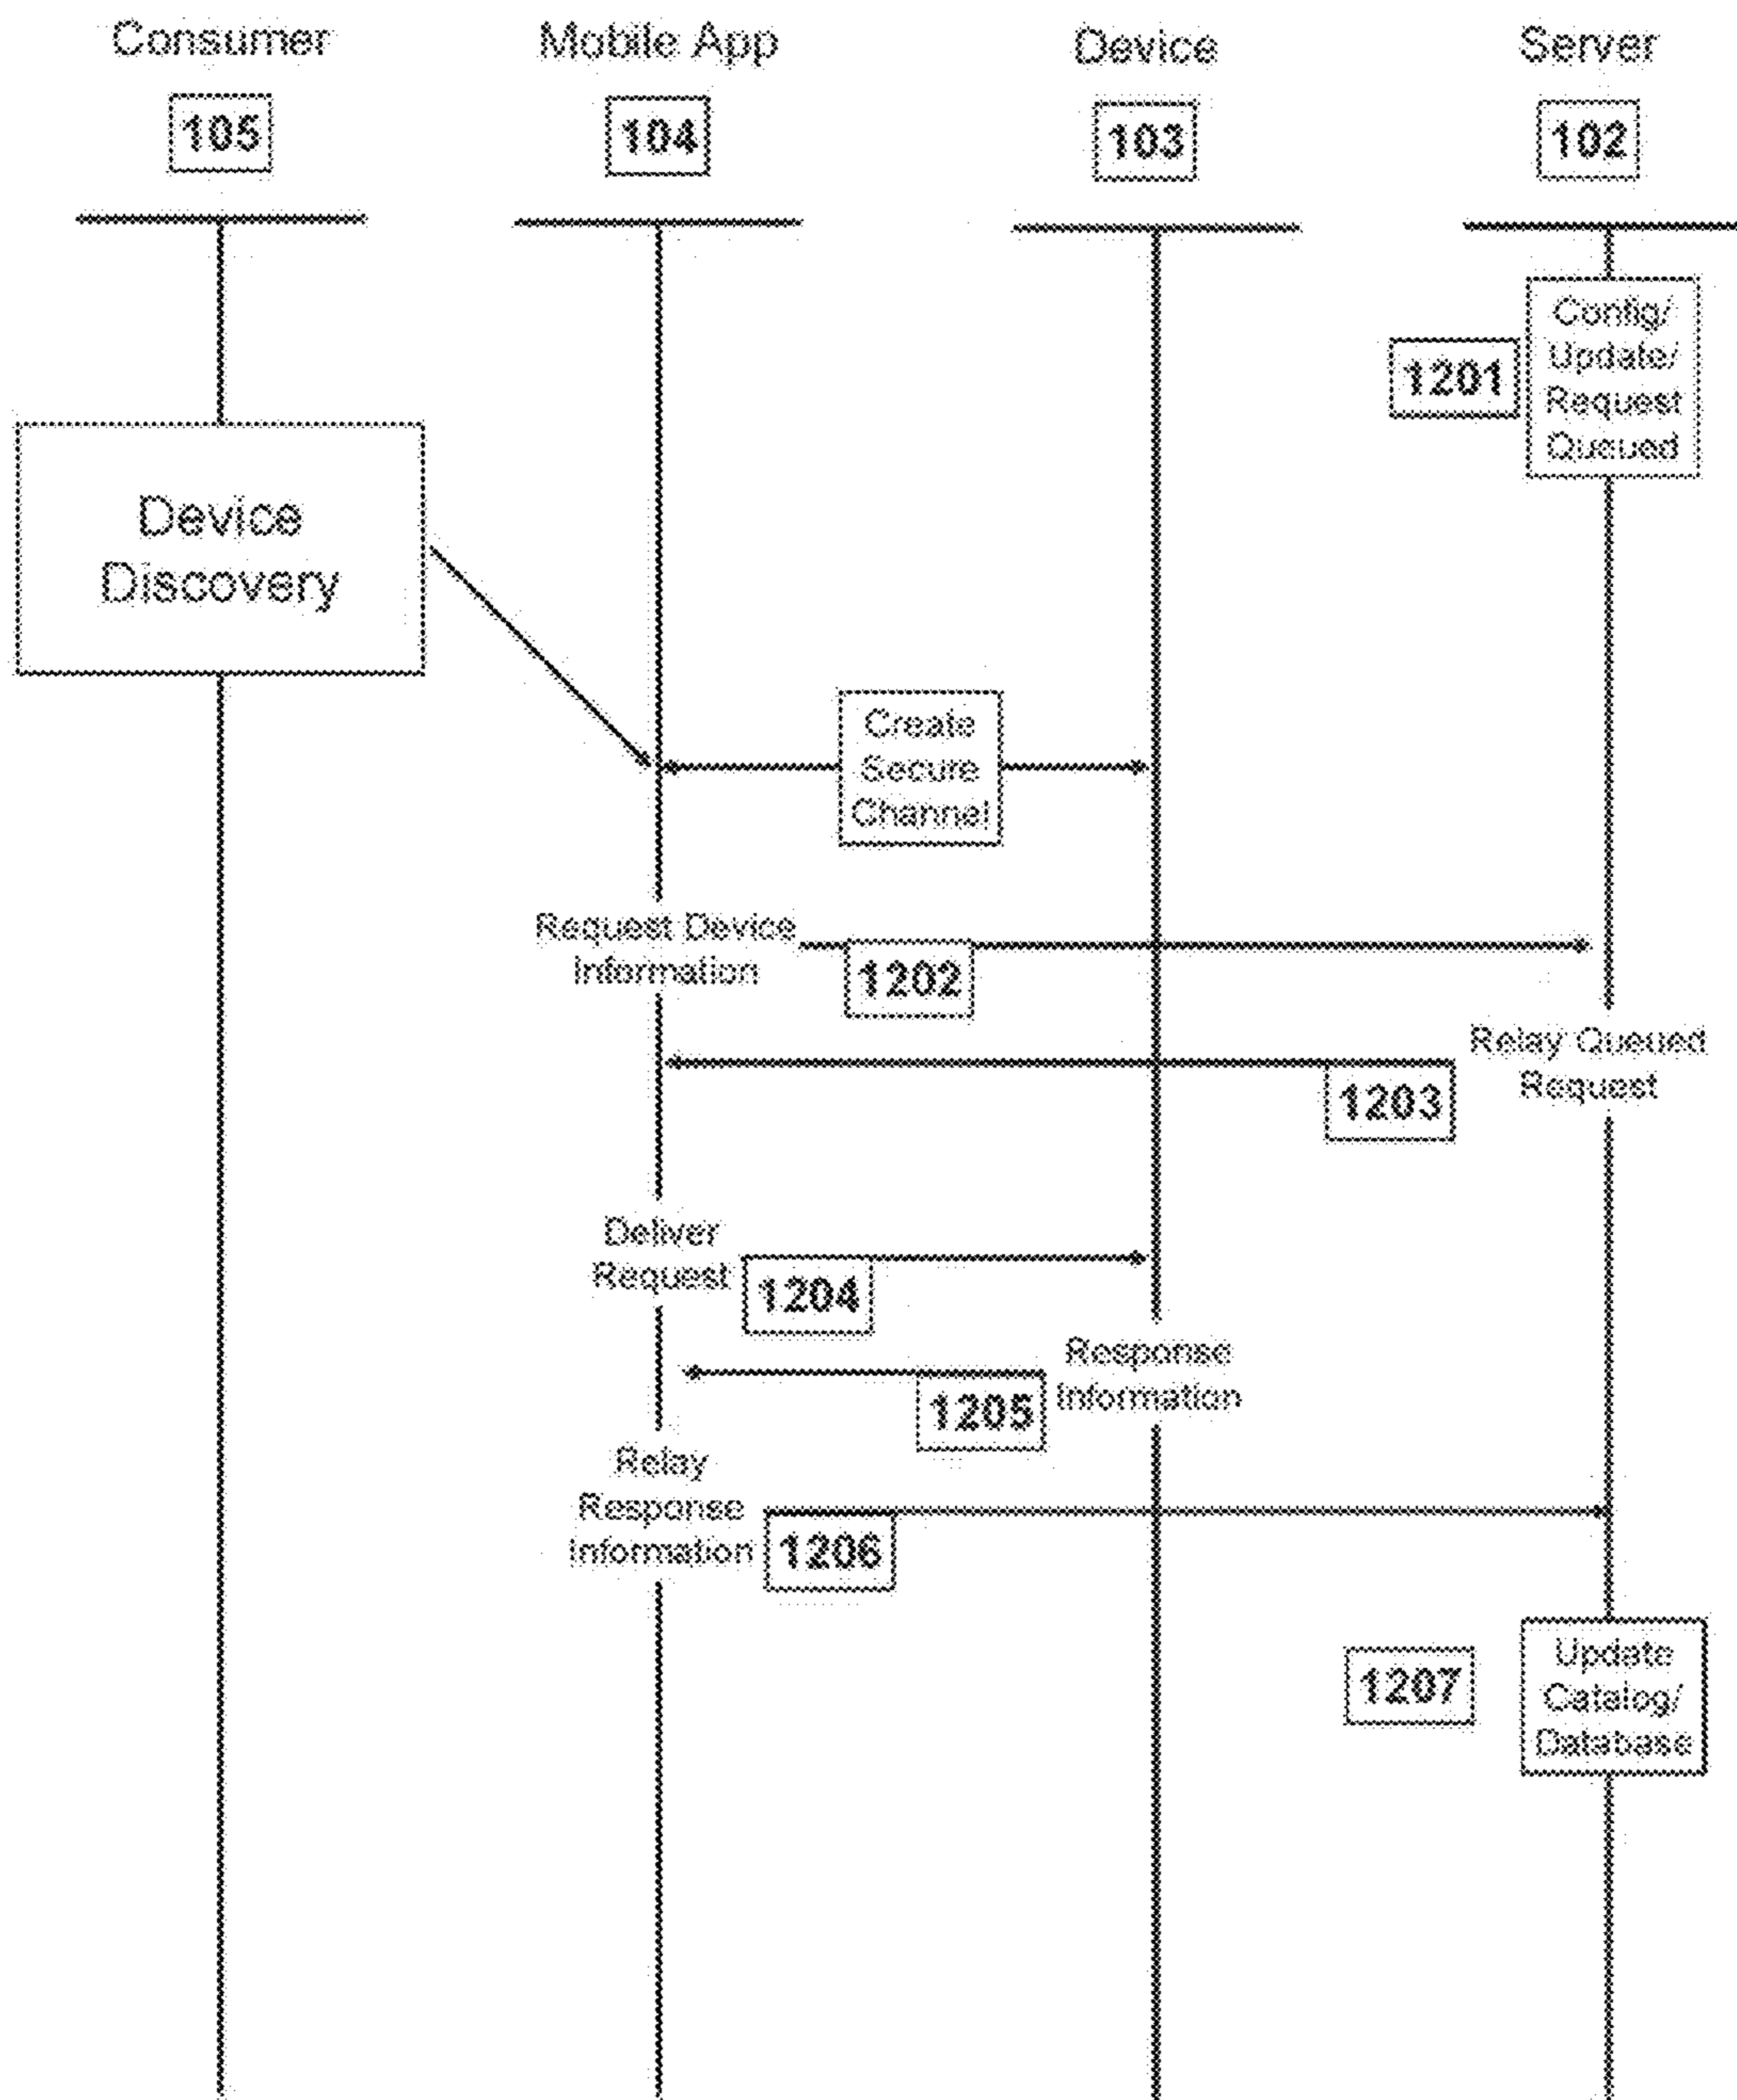 Consumer
Mobile App
Device
Server
105
104
103
102
Config/
Update/
Request
Queued
1201
Device
Discovery
Create
Secure
Channel
Request Device
Information
1202
Relay Queued
Request
1203
Deliver
Request
1204
Response
Information
1205
Relay
Response
Information
1206
1207
Update
Catalog/
Database